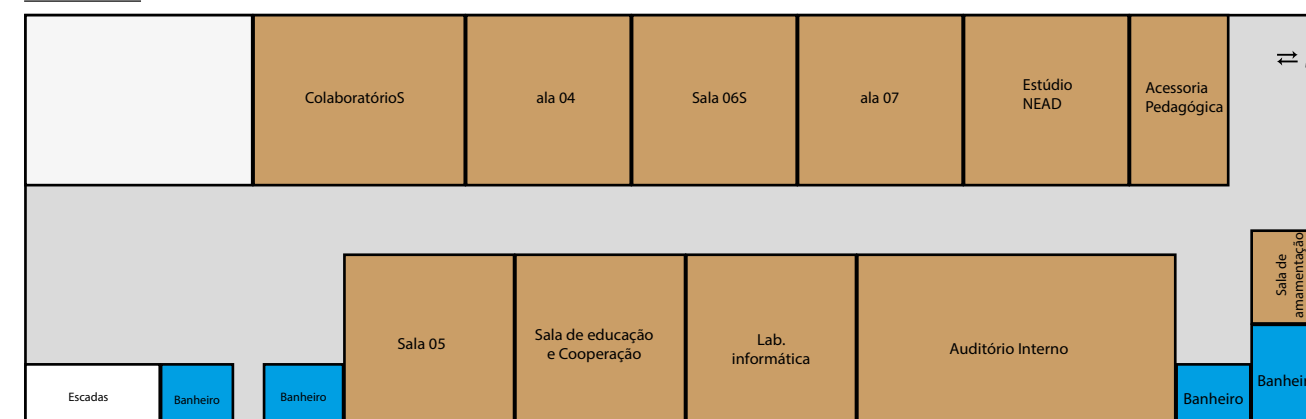 ColaboratórioS
ala 04
Sala 06S
ala 07
Estúdio
NEAD
Acessoria
Pedagógica
Sala de
amamentação
Sala 05
Sala de educação
e Cooperação
Lab.
informática
Auditório Interno
Escadas
Banheiro
Banheiro
Banheiro
Banheir